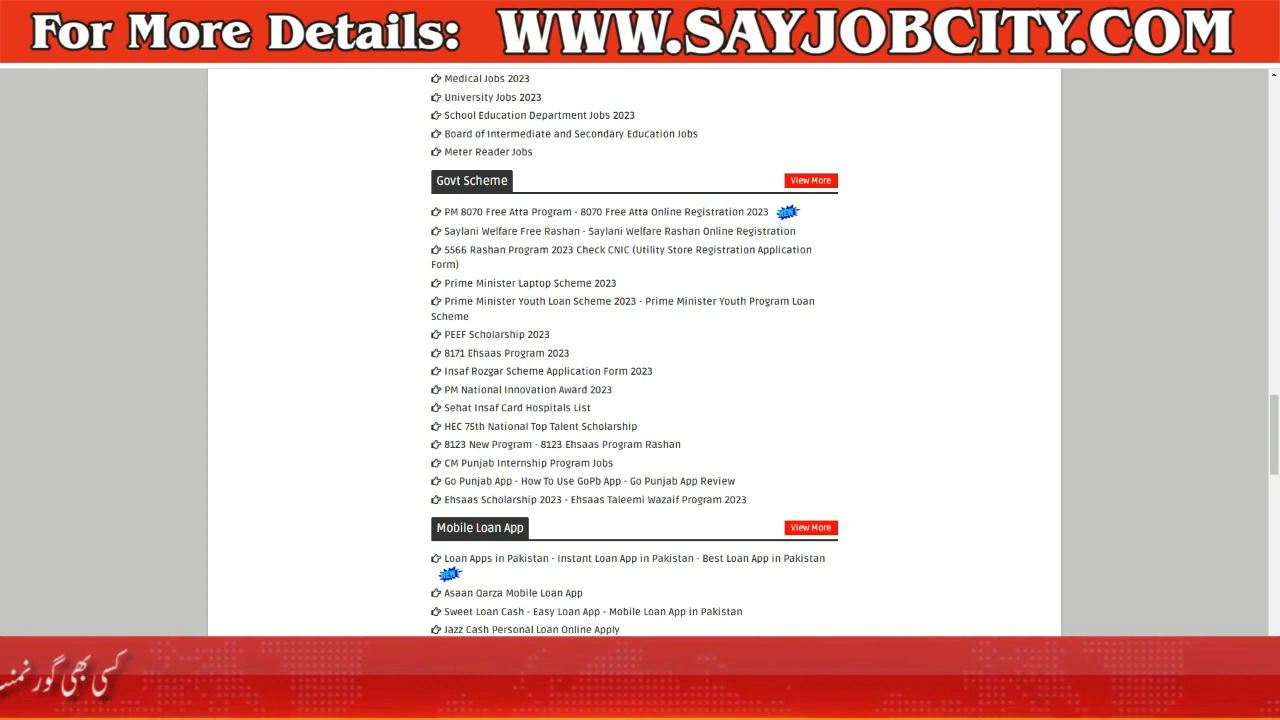 For More Details: WWW.SAYJOBCITY.COM
Medical Jobs 2023
University Jobs 2023
School Education Department Jobs 2023
Board of Intermediate and Secondary Education Jobs
Meter Reader Jobs
Govt Scheme View More
PM 8070 Free Atta Program - 8070 Free Atta Online Registration 2023 NEW
Saylani Welfare Free Rashan - Saylani Welfare Rashan Online Registration
5566 Rashan Program 2023 Check CNIC (Utility Store Registration Application
Form)
Prime Minister Laptop Scheme 2023
Prime Minister Youth Loan Scheme 2023 - Prime Minister Youth Program Loan
Scheme
PEEF Scholarship 2023
8171 Ehsaas Program 2023
Insaf Rozgar Scheme Application Form 2023
PM National Innovation Award 2023
Sehat Insaf Card Hospitals List
HEC 75th National Top Talent Scholarship
8123 New Program - 8123 Ehsaas Program Rashan
CM Punjab Internship Program Jobs
Go Punjab App - How To Use GoPb App - Go Punjab App Review
Ehsaas Scholarship 2023 - Ehsaas Taleemi Wazaif Program 2023
Mobile Loan App View More
Loan Apps in Pakistan - Instant Loan App in Pakistan - Best Loan App in Pakistan
NEW
Asaan Qarza Mobile Loan App
Sweet Loan Cash - Easy Loan App - Mobile Loan App in Pakistan
Jazz Cash Personal Loan Online Apply
کسی بھی گورنمنٹ